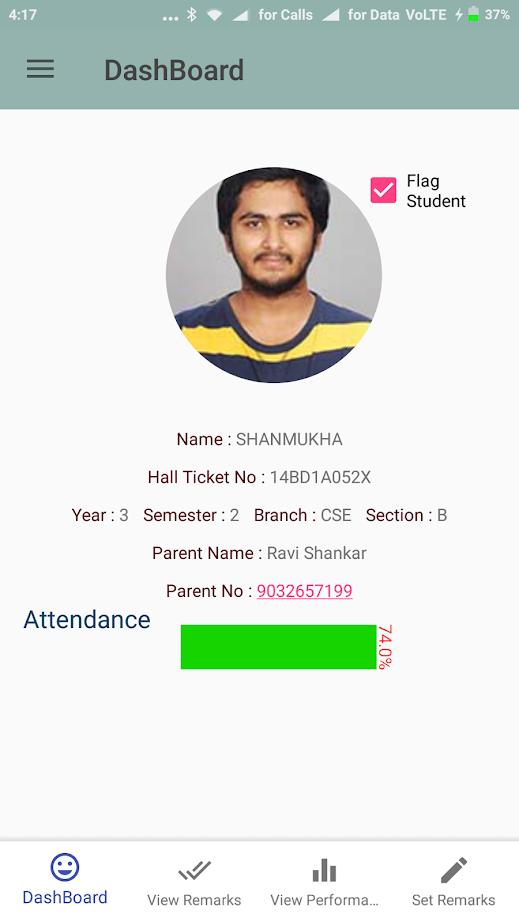 4:17 ... for Calls for Data VoLTE 37%
DashBoard
Flag
Student
Name : SHANMUKHA
Hall Ticket No : 14BD1A052X
Year : 3 Semester : 2 Branch : CSE Section : B
Parent Name : Ravi Shankar
Parent No : 9032657199
Attendance
74.0%
DashBoard View Remarks View Performa... Set Remarks